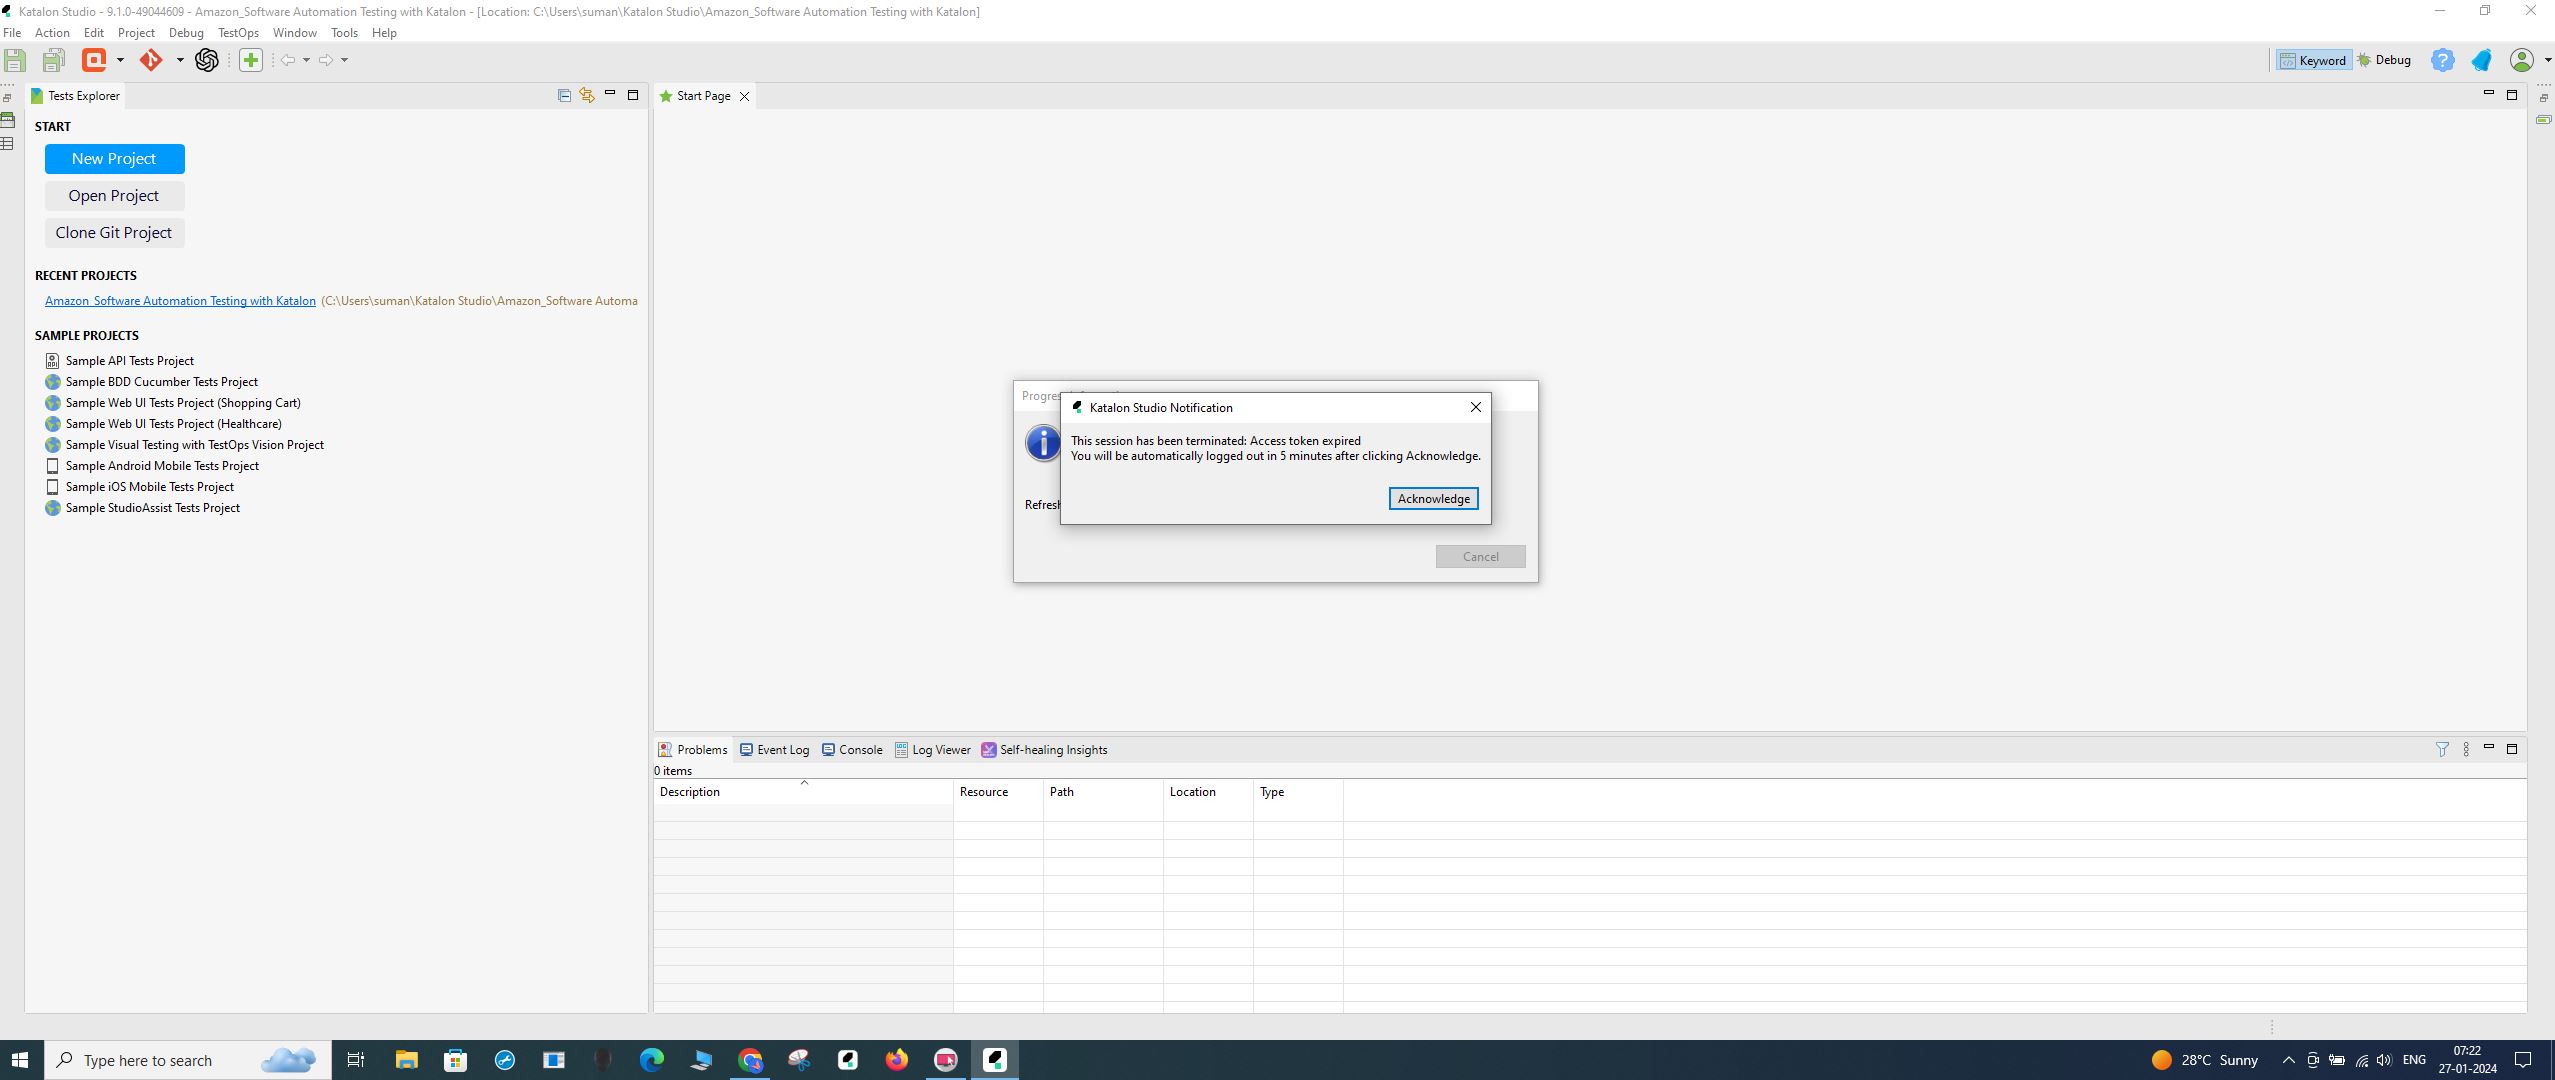 Katalon Studio - 9.1.0-49044609 - Amazon_Software Automation Testing with Katalon - [Location: C:\Users\suman\Katalon Studio\Amazon_Software Automation Testing with Katalon]
File Action Edit Project Debug TestOps Window Tools Help
Keyword Debug
Tests Explorer
Start Page
START
New Project
Open Project
Clone Git Project
RECENT PROJECTS
Amazon_Software Automation Testing with Katalon (C:\Users\suman\Katalon Studio\Amazon_Software Automa
SAMPLE PROJECTS
Sample API Tests Project
Sample BDD Cucumber Tests Project
Sample Web UI Tests Project (Shopping Cart)
Sample Web UI Tests Project (Healthcare)
Sample Visual Testing with TestOps Vision Project
Sample Android Mobile Tests Project
Sample iOS Mobile Tests Project
Sample StudioAssist Tests Project
Progres
Katalon Studio Notification
This session has been terminated: Access token expired
You will be automatically logged out in 5 minutes after clicking Acknowledge.
Acknowledge
Refresh
Cancel
Problems Event Log Console Log Viewer Self-healing Insights
0 items
Description Resource Path Location Type
Type here to search
28°C Sunny
ENG
07:22
27-01-2024